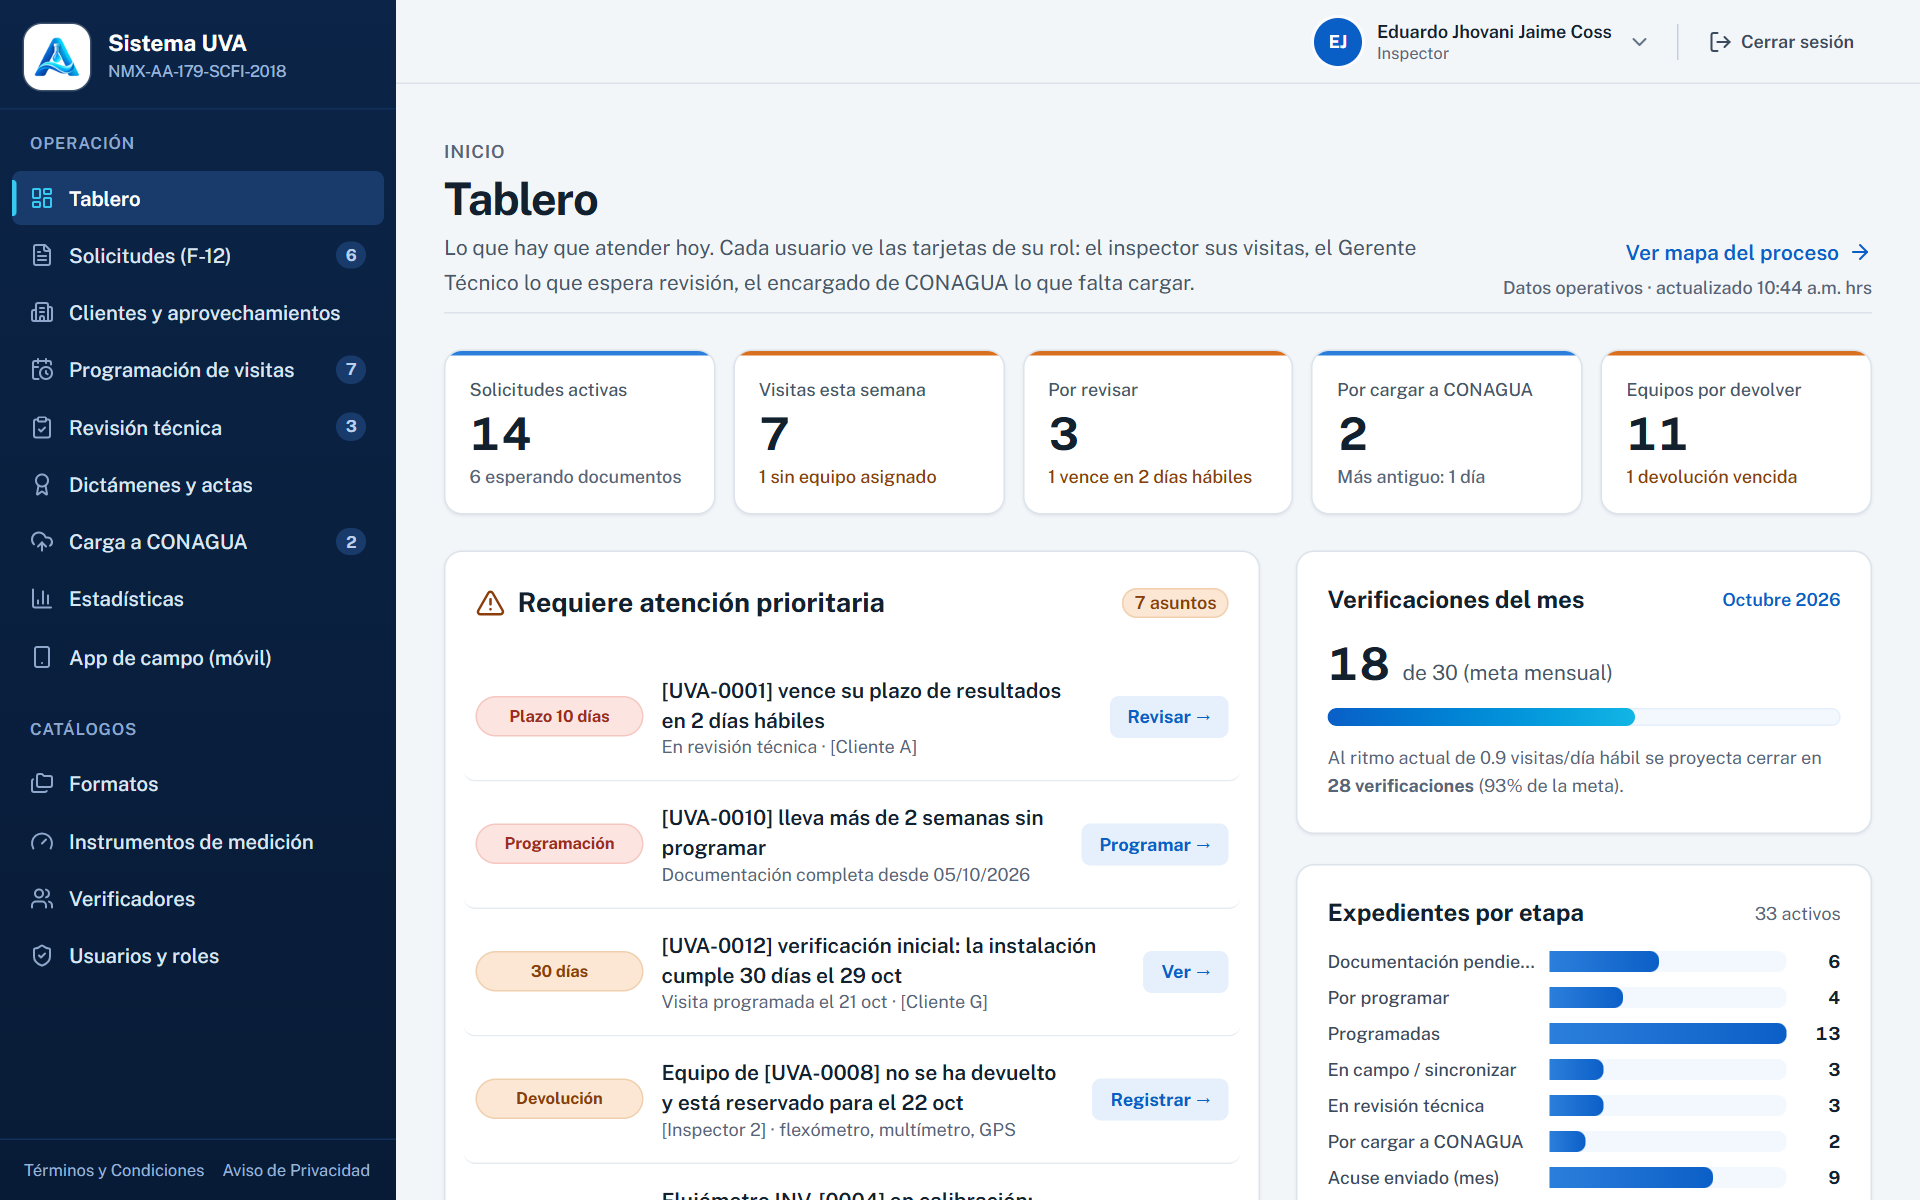 Sistema UVA
NMX-AA-179-SCFI-2018
OPERACIÓN
Tablero
Solicitudes (F-12) 6
Clientes y aprovechamientos
Programación de visitas 7
Revisión técnica 3
Dictámenes y actas
Carga a CONAGUA 2
Estadísticas
App de campo (móvil)
CATÁLOGOS
Formatos
Instrumentos de medición
Verificadores
Usuarios y roles
Términos y Condiciones Aviso de Privacidad
EJ
Eduardo Jhovani Jaime Coss
Inspector
Cerrar sesión
INICIO
Tablero
Lo que hay que atender hoy. Cada usuario ve las tarjetas de su rol: el inspector sus visitas, el Gerente
Técnico lo que espera revisión, el encargado de CONAGUA lo que falta cargar.
Ver mapa del proceso →
Datos operativos · actualizado 10:44 a.m. hrs
Solicitudes activas
14
6 esperando documentos
Visitas esta semana
7
1 sin equipo asignado
Por revisar
3
1 vence en 2 días hábiles
Por cargar a CONAGUA
2
Más antiguo: 1 día
Equipos por devolver
11
1 devolución vencida
Requiere atención prioritaria
7 asuntos
Plazo 10 días
[UVA-0001] vence su plazo de resultados
en 2 días hábiles
En revisión técnica · [Cliente A]
Revisar →
Programación
[UVA-0010] lleva más de 2 semanas sin
programar
Documentación completa desde 05/10/2026
Programar →
30 días
[UVA-0012] verificación inicial: la instalación
cumple 30 días el 29 oct
Visita programada el 21 oct · [Cliente G]
Ver →
Devolución
Equipo de [UVA-0008] no se ha devuelto
y está reservado para el 22 oct
[Inspector 2] · flexómetro, multímetro, GPS
Registrar →
Flujómetro INV-[0004] en calibración:
Verificaciones del mes
Octubre 2026
18 de 30 (meta mensual)
Al ritmo actual de 0.9 visitas/día hábil se proyecta cerrar en
28 verificaciones (93% de la meta).
Expedientes por etapa
33 activos
Documentación pendie... 6
Por programar 4
Programadas 13
En campo / sincronizar 3
En revisión técnica 3
Por cargar a CONAGUA 2
Acuse enviado (mes) 9